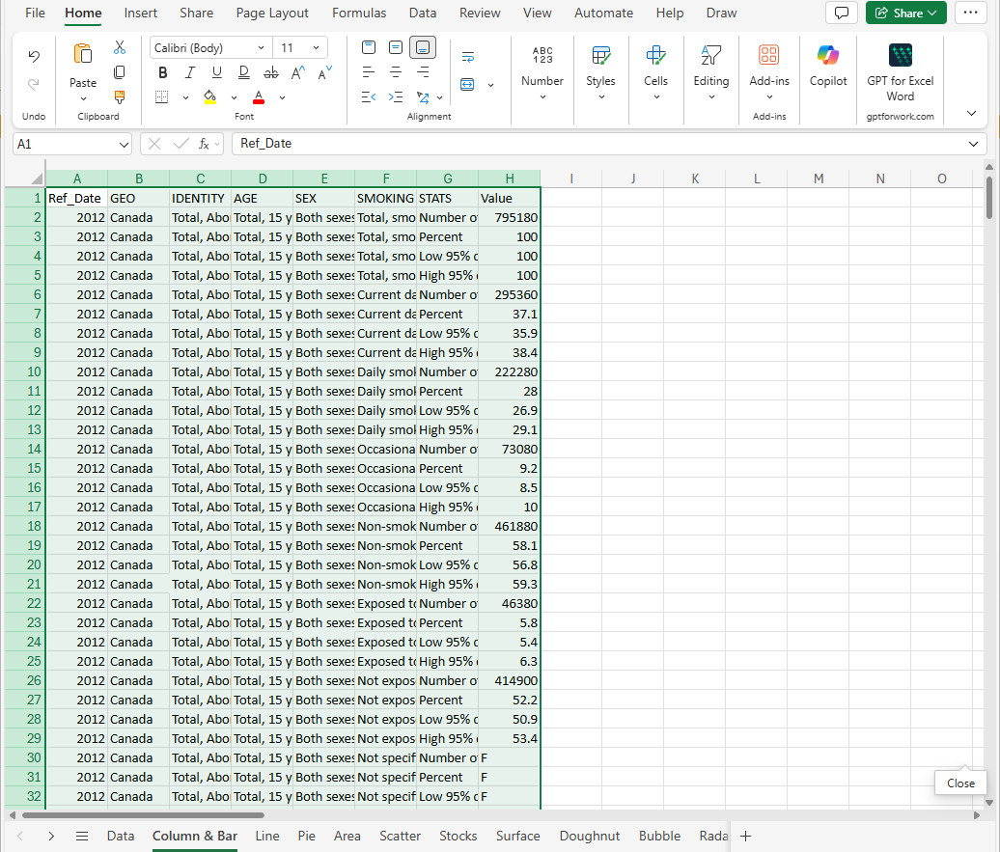 File Home Insert Share Page Layout Formulas Data Review View Automate Help Draw Share
Calibri (Body) 11
ABC
123
Paste Number Styles Cells Editing Add-ins Copilot GPT for Excel
Word
Undo Clipboard Font Alignment Add-ins gptforwork.com
A1 fx Ref_Date
A B C D E F G H I J K L M N O
1 Ref_Date GEO IDENTITY AGE SEX SMOKING STATS Value
2 2012 Canada Total, Abo Total, 15 y Both sexes Total, smo Number o 795180
3 2012 Canada Total, Abo Total, 15 y Both sexes Total, smo Percent 100
4 2012 Canada Total, Abo Total, 15 y Both sexes Total, smo Low 95% c 100
5 2012 Canada Total, Abo Total, 15 y Both sexes Total, smo High 95% 100
6 2012 Canada Total, Abo Total, 15 y Both sexes Current da Number o 295360
7 2012 Canada Total, Abo Total, 15 y Both sexes Current da Percent 37.1
8 2012 Canada Total, Abo Total, 15 y Both sexes Current da Low 95% c 35.9
9 2012 Canada Total, Abo Total, 15 y Both sexes Current da High 95% 38.4
10 2012 Canada Total, Abo Total, 15 y Both sexes Daily smok Number o 222280
11 2012 Canada Total, Abo Total, 15 y Both sexes Daily smok Percent 28
12 2012 Canada Total, Abo Total, 15 y Both sexes Daily smok Low 95% c 26.9
13 2012 Canada Total, Abo Total, 15 y Both sexes Daily smok High 95% 29.1
14 2012 Canada Total, Abo Total, 15 y Both sexes Occasiona Number o 73080
15 2012 Canada Total, Abo Total, 15 y Both sexes Occasiona Percent 9.2
16 2012 Canada Total, Abo Total, 15 y Both sexes Occasiona Low 95% c 8.5
17 2012 Canada Total, Abo Total, 15 y Both sexes Occasiona High 95% 10
18 2012 Canada Total, Abo Total, 15 y Both sexes Non-smok Number o 461880
19 2012 Canada Total, Abo Total, 15 y Both sexes Non-smok Percent 58.1
20 2012 Canada Total, Abo Total, 15 y Both sexes Non-smok Low 95% c 56.8
21 2012 Canada Total, Abo Total, 15 y Both sexes Non-smok High 95% 59.3
22 2012 Canada Total, Abo Total, 15 y Both sexes Exposed to Number o 46380
23 2012 Canada Total, Abo Total, 15 y Both sexes Exposed to Percent 5.8
24 2012 Canada Total, Abo Total, 15 y Both sexes Exposed to Low 95% c 5.4
25 2012 Canada Total, Abo Total, 15 y Both sexes Exposed to High 95% 6.3
26 2012 Canada Total, Abo Total, 15 y Both sexes Not expos Number o 414900
27 2012 Canada Total, Abo Total, 15 y Both sexes Not expos Percent 52.2
28 2012 Canada Total, Abo Total, 15 y Both sexes Not expos Low 95% c 50.9
29 2012 Canada Total, Abo Total, 15 y Both sexes Not expos High 95% 53.4
30 2012 Canada Total, Abo Total, 15 y Both sexes Not specif Number o F
31 2012 Canada Total, Abo Total, 15 y Both sexes Not specif Percent F
32 2012 Canada Total, Abo Total, 15 y Both sexes Not specif Low 95% c F
Close
Data Column & Bar Line Pie Area Scatter Stocks Surface Doughnut Bubble Rada